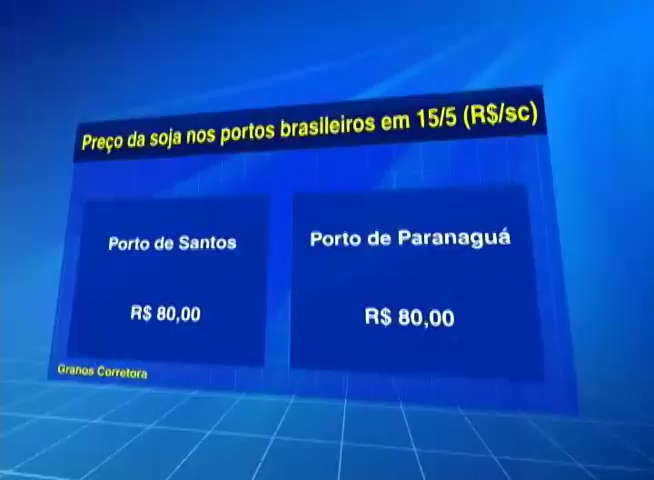 Preço da soja nos portos brasileiros em 15/5 (R$/sc)
Porto de Santos
R$ 80,00
Porto de Paranaguá
R$ 80,00
Granos Corretora